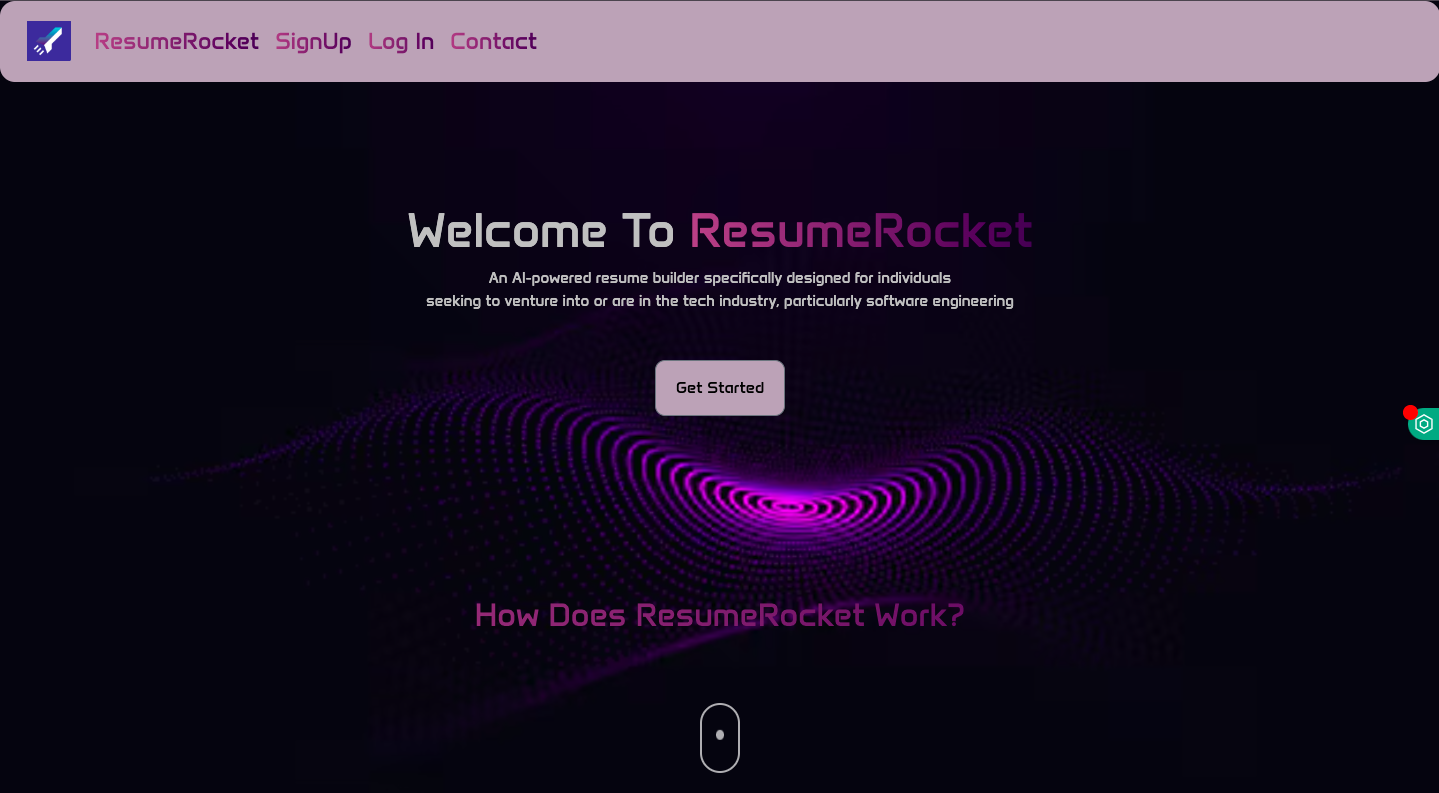 ResumeRocket SignUp Log In Contact
Welcome To ResumeRocket
An AI-powered resume builder specifically designed for individuals
seeking to venture into or are in the tech industry, particularly software engineering
Get Started
How Does ResumeRocket Work?